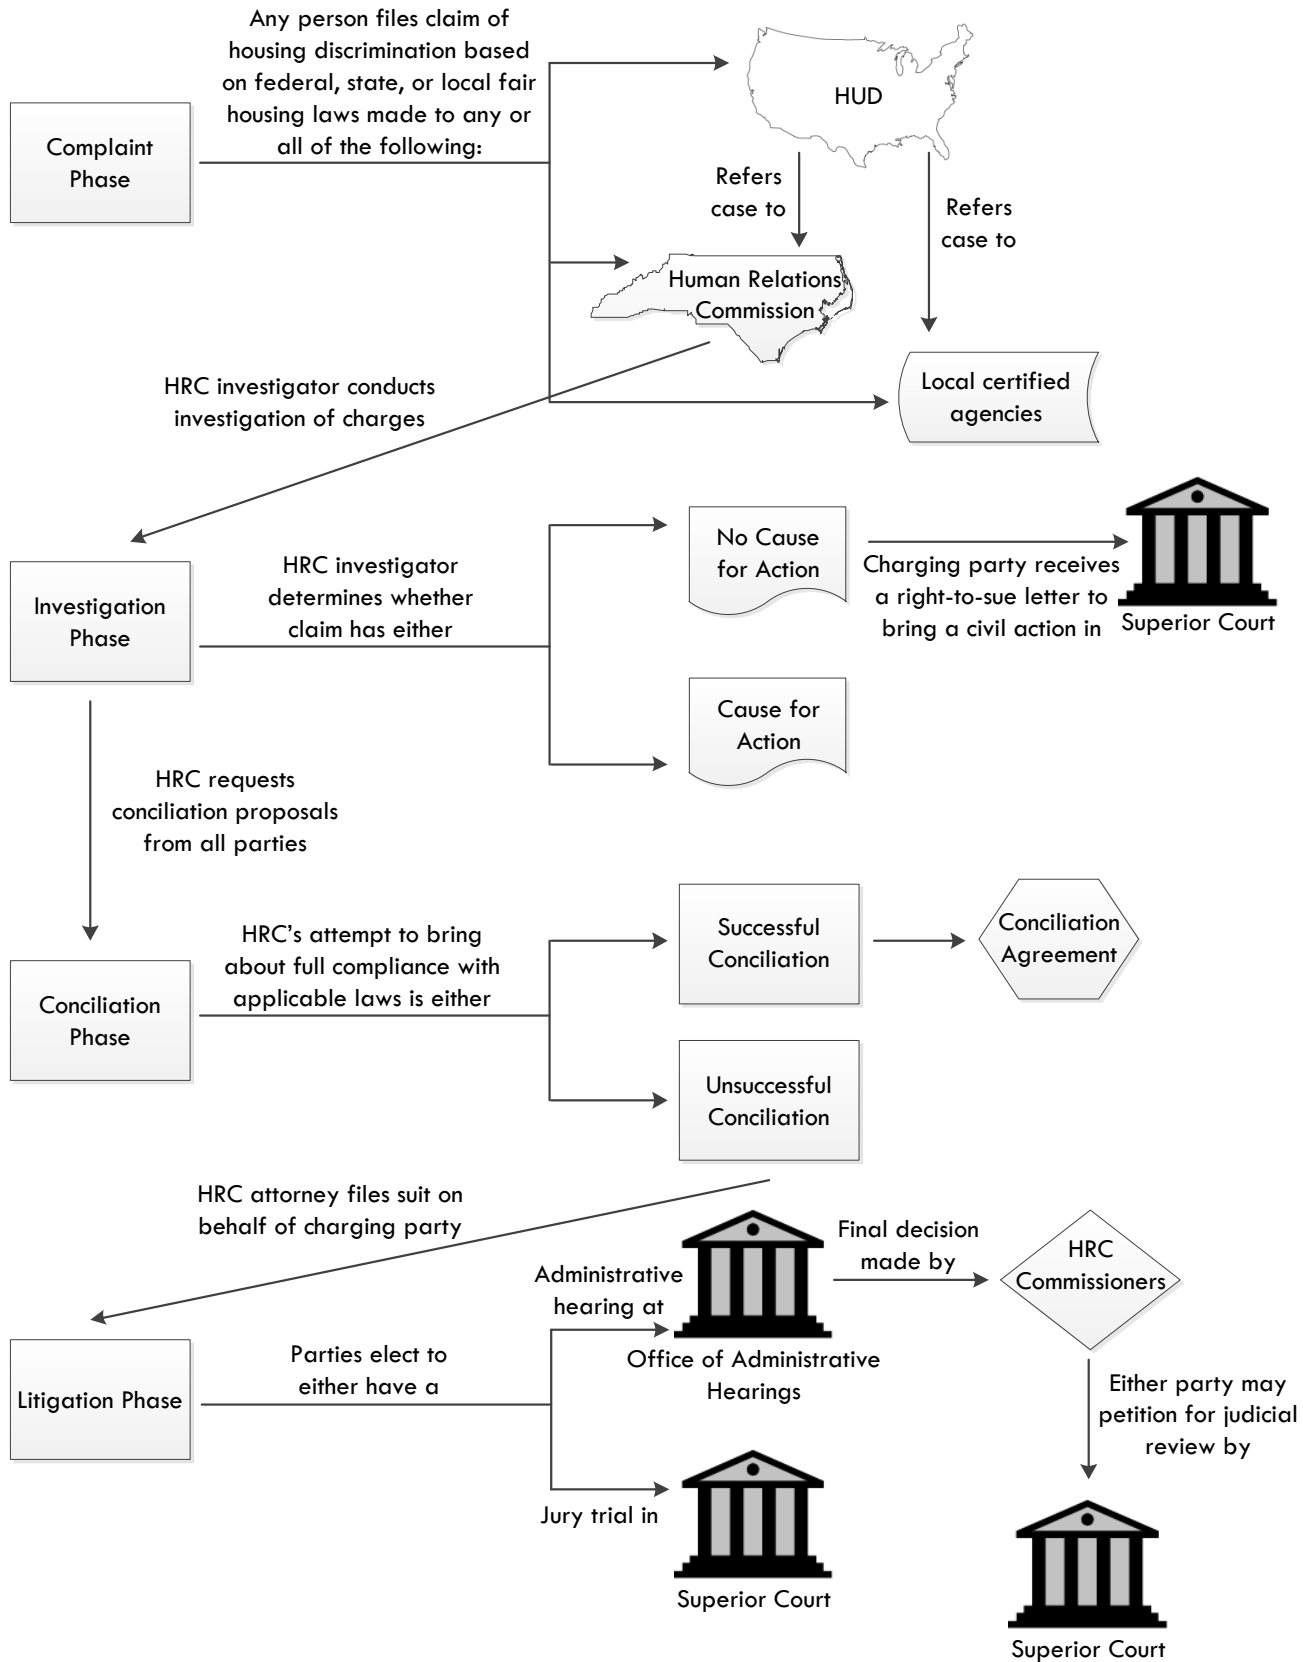 Any person files claim of
housing discrimination based
on federal, state, or local fair
housing laws made to any or
all of the following:
Complaint
Phase
HUD
Refers
case to
Refers
case to
Human Relations
Commission
Local certified
agencies
HRC investigator conducts
investigation of charges
Investigation
Phase
HRC investigator
determines whether
claim has either
No Cause
for Action
Charging party receives
a right-to-sue letter to
bring a civil action in
Superior Court
Cause for
Action
HRC requests
conciliation proposals
from all parties
Conciliation
Phase
HRC’s attempt to bring
about full compliance with
applicable laws is either
Successful
Conciliation
Conciliation
Agreement
Unsuccessful
Conciliation
HRC attorney files suit on
behalf of charging party
Litigation Phase
Parties elect to
either have a
Administrative
hearing at
Office of Administrative
Hearings
Final decision
made by
HRC
Commissioners
Either party may
petition for judicial
review by
Jury trial in
Superior Court
Superior Court